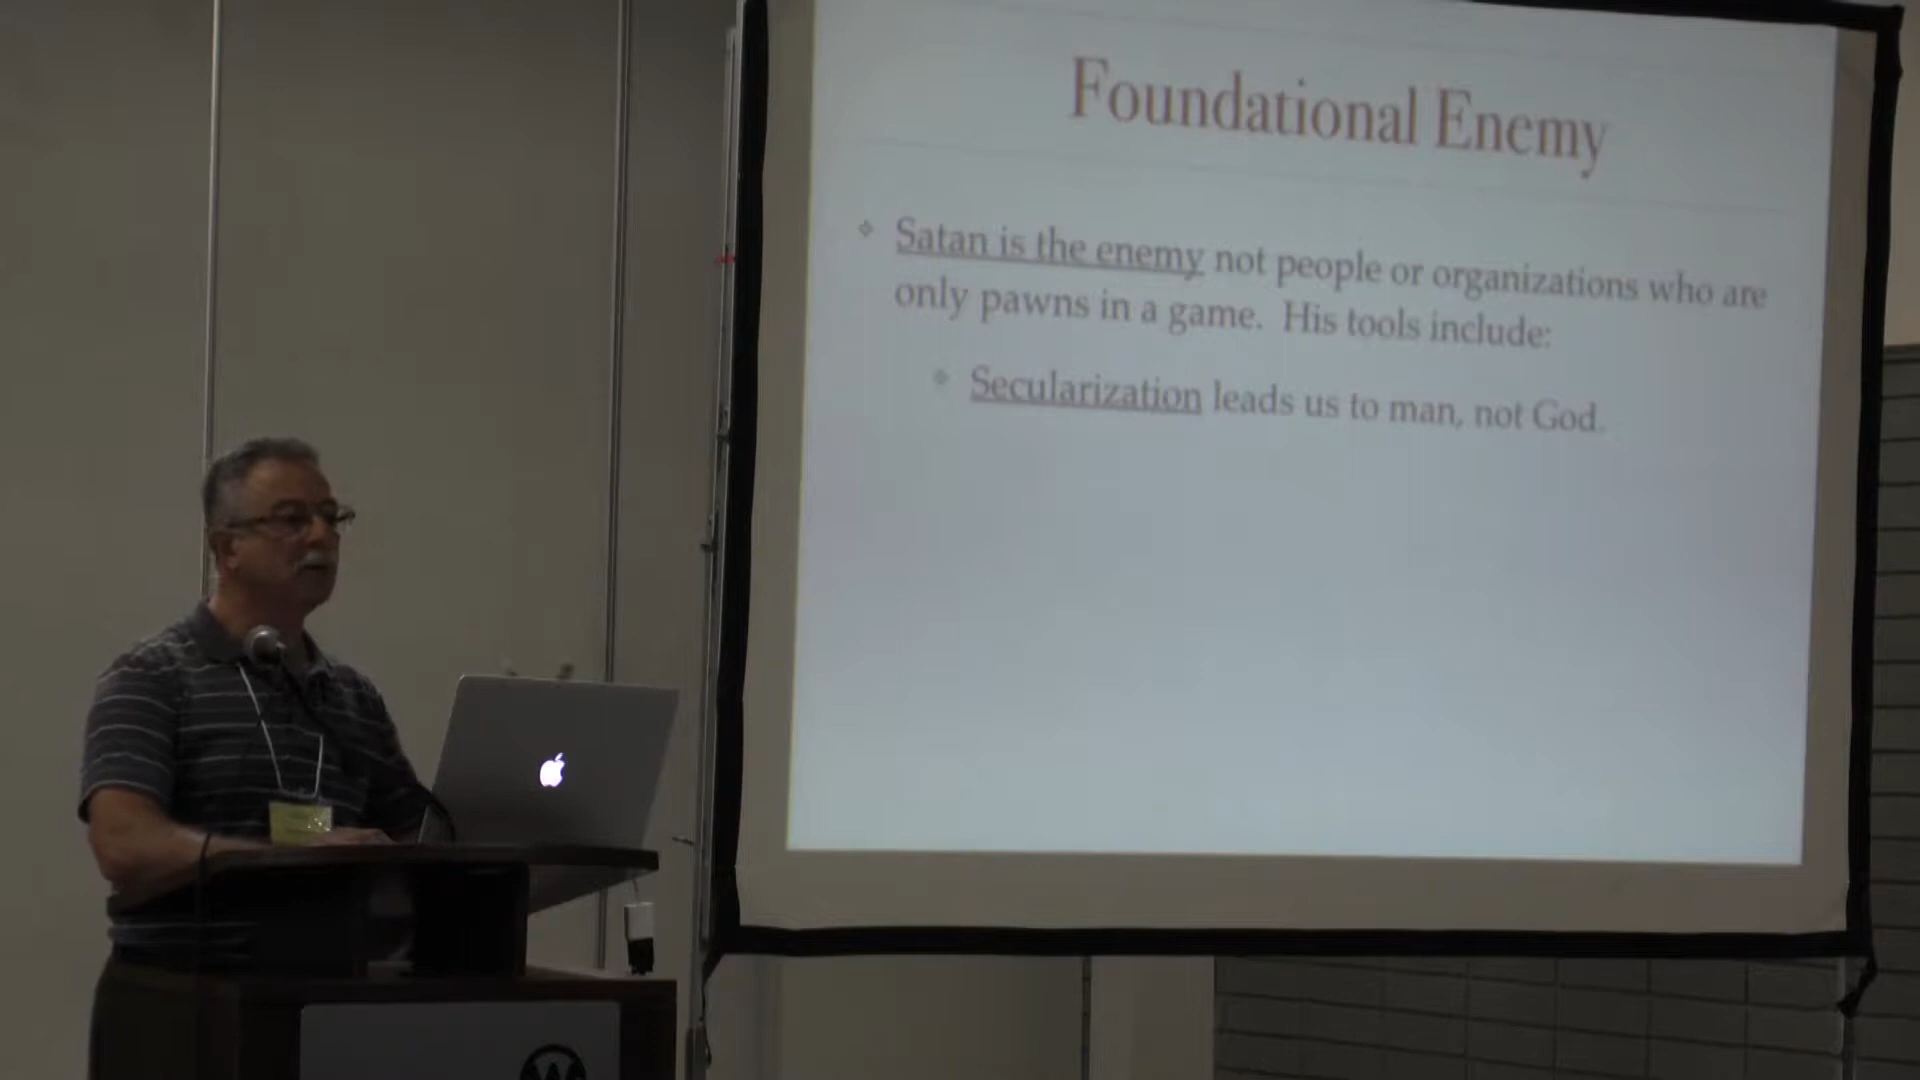 Foundational Enemy
Satan is the enemy not people or organizations who are
only pawns in a game. His tools include:
Secularization leads us to man, not God.
W